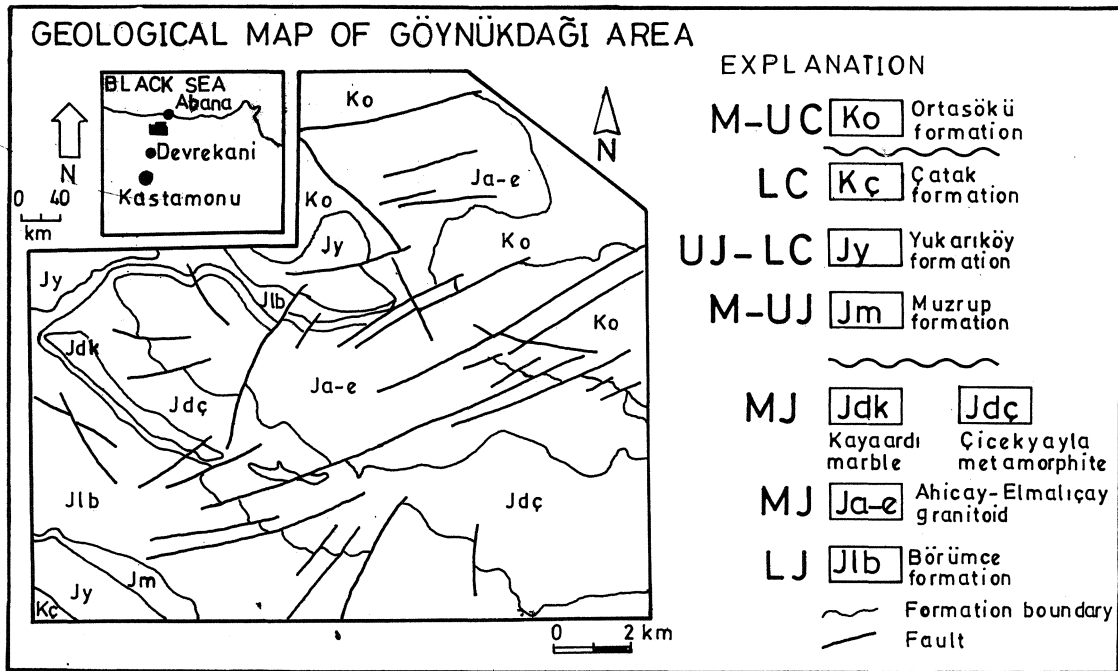 GEOLOGICAL MAP OF GÖYNÜKDAĞI AREA
BLACK SEA
Abana
Devrekani
Kastamonu
N
0 40
km
N
Ko
Ja-e
Ko
Jy
Ko
Jy
Jlb
Ko
Jdk
Ja-e
Jdç
Jlb
Jdç
Jm
Jy
Kç
0 2 km
EXPLANATION
M-UC Ko Ortasökü
formation
LC Kç Çatak
formation
UJ-LC Jy Yukarıköy
formation
M-UJ Jm Muzrup
formation
MJ Jdk Jdç
Kayaardı Çicekyayla
marble metamorphite
MJ Ja-e Ahicay-Elmalıçay
granitoid
LJ Jlb Börümce
formation
Formation boundary
Fault